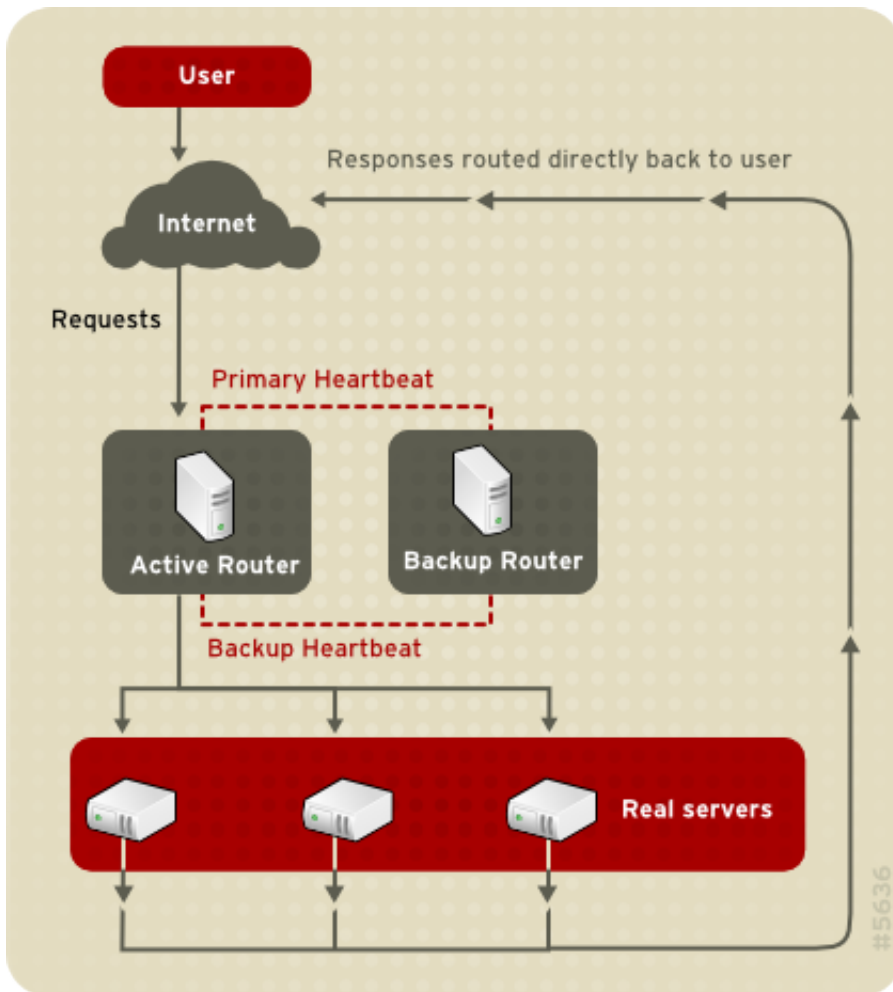 User
Responses routed directly back to user
Internet
Requests
Primary Heartbeat
Active Router
Backup Router
Backup Heartbeat
Real servers
#5636